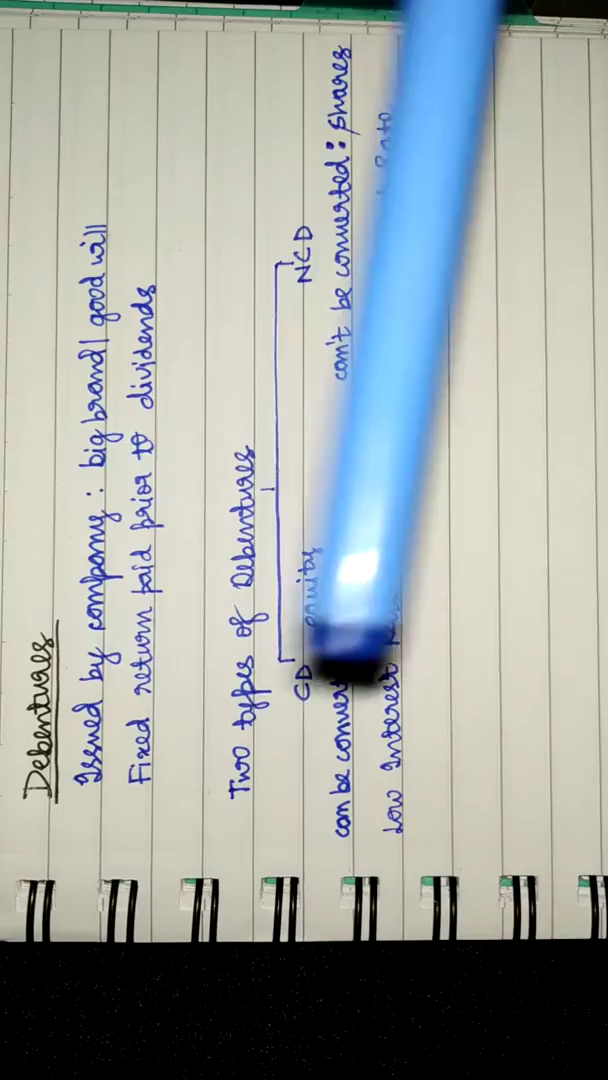 Debentures
Issued by company : big brand | good will
Fixed return paid prior to dividends
Two types of Debentures
CD NCD
can be conver equity can't be converted : shares
Low Interest